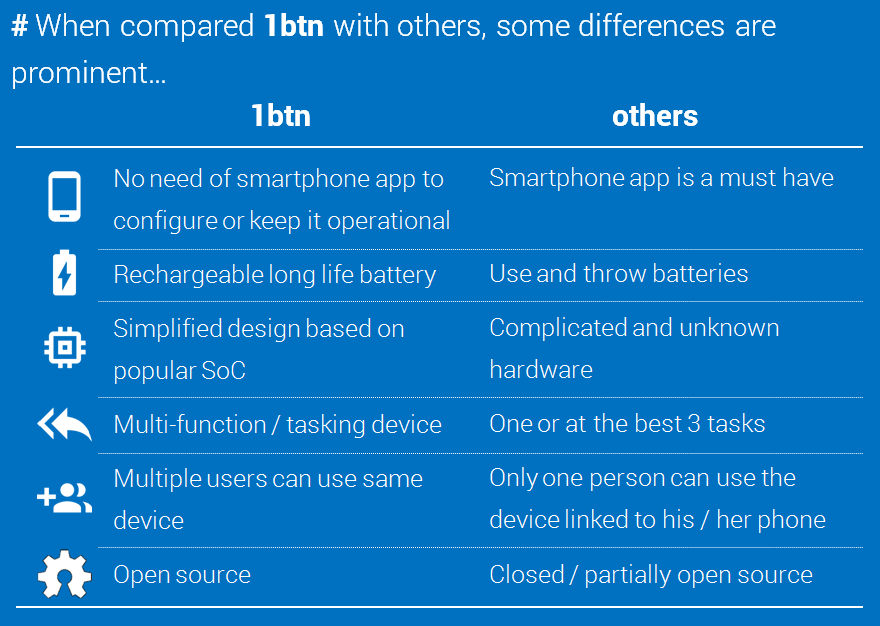 # When compared 1btn with others, some differences are
prominent...
1btn others
No need of smartphone app to
configure or keep it operational
Smartphone app is a must have
Rechargeable long life battery
Use and throw batteries
Simplified design based on
popular SoC
Complicated and unknown
hardware
Multi-function / tasking device
One or at the best 3 tasks
Multiple users can use same
device
Only one person can use the
device linked to his / her phone
Open source
Closed / partially open source